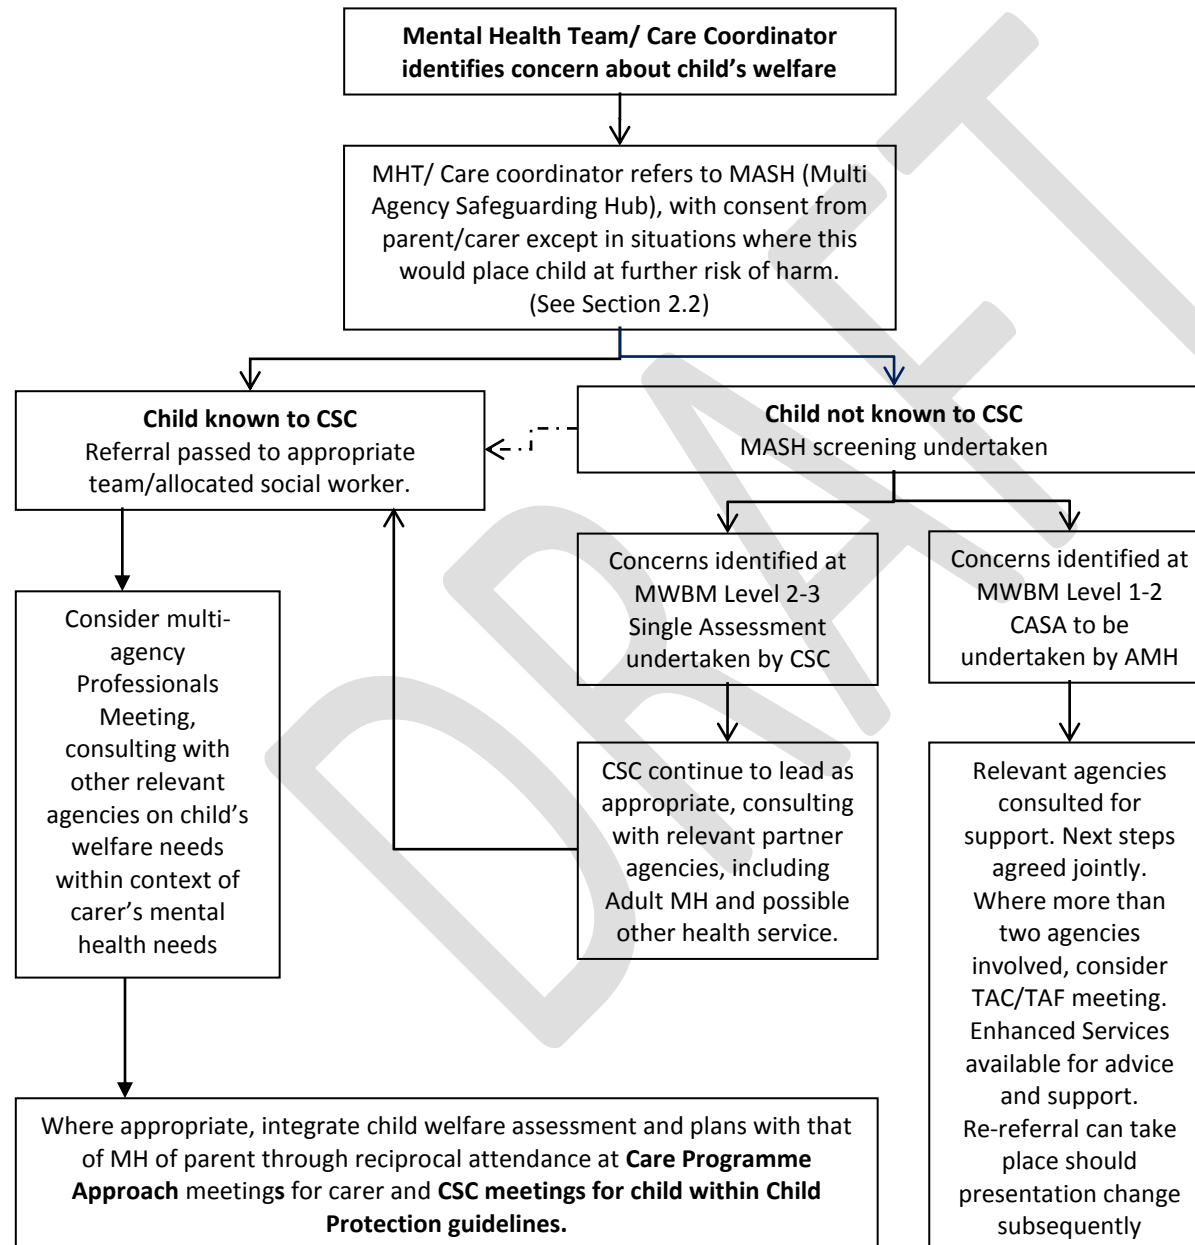 Mental Health Team/ Care Coordinator
identifies concern about child’s welfare
MHT/ Care coordinator refers to MASH (Multi
Agency Safeguarding Hub), with consent from
parent/carer except in situations where this
would place child at further risk of harm.
(See Section 2.2)
Child known to CSC
Referral passed to appropriate
team/allocated social worker.
Child not known to CSC
MASH screening undertaken
Consider multi-
agency
Professionals
Meeting,
consulting with
other relevant
agencies on child’s
welfare needs
within context of
carer’s mental
health needs
Concerns identified at
MWBM Level 2-3
Single Assessment
undertaken by CSC
Concerns identified at
MWBM Level 1-2
CASA to be
undertaken by AMH
CSC continue to lead as
appropriate, consulting
with relevant partner
agencies, including
Adult MH and possible
other health service.
Relevant agencies
consulted for
support. Next steps
agreed jointly.
Where more than
two agencies
involved, consider
TAC/TAF meeting.
Enhanced Services
available for advice
and support.
Re-referral can take
place should
presentation change
subsequently
Where appropriate, integrate child welfare assessment and plans with that
of MH of parent through reciprocal attendance at Care Programme
Approach meetings for carer and CSC meetings for child within Child
Protection guidelines.
DRAFT